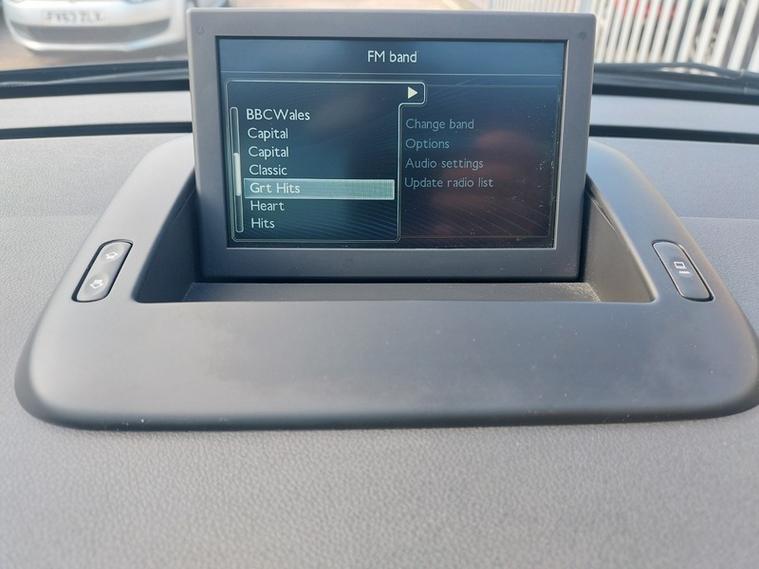 FM band
BBCWales
Capital
Capital
Classic
Grt Hits
Heart
Hits
Change band
Options
Audio settings
Update radio list